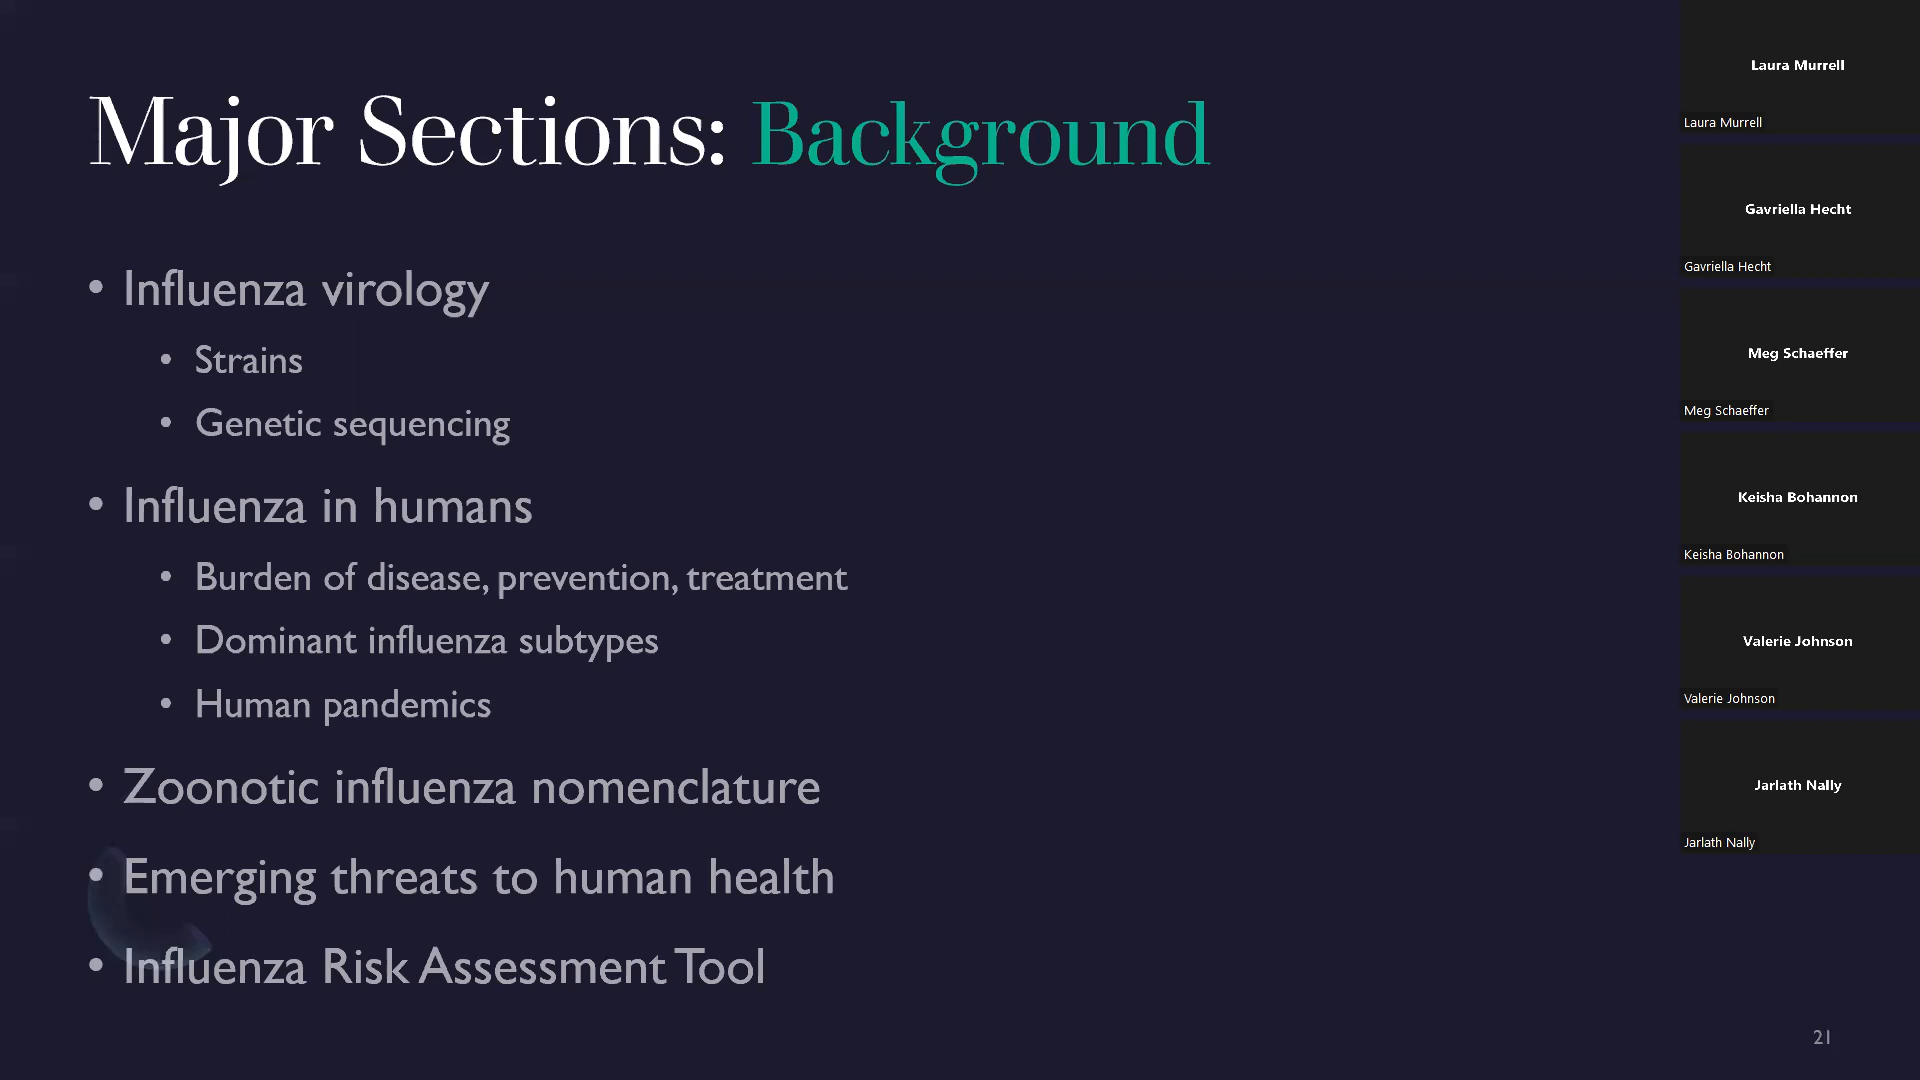 Major Sections: Background
• Influenza virology
• Strains
• Genetic sequencing
• Influenza in humans
• Burden of disease, prevention, treatment
• Dominant influenza subtypes
• Human pandemics
• Zoonotic influenza nomenclature
• Emerging threats to human health
• Influenza Risk Assessment Tool
21
Laura Murrell
Laura Murrell
Gavriella Hecht
Gavriella Hecht
Meg Schaeffer
Meg Schaeffer
Keisha Bohannon
Keisha Bohannon
Valerie Johnson
Valerie Johnson
Jarlath Nally
Jarlath Nally